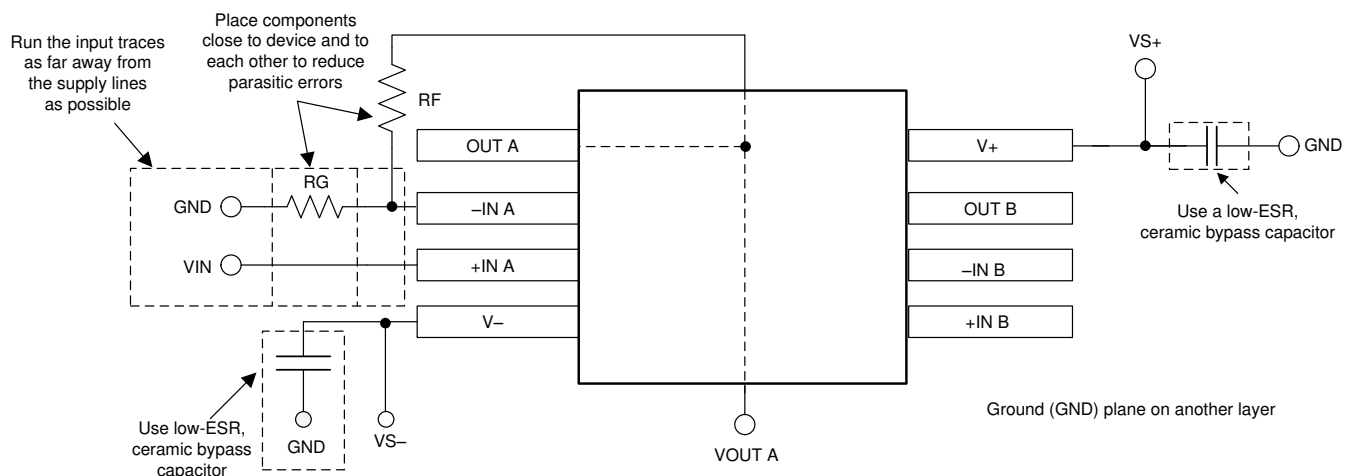 Run the input traces
as far away from
the supply lines
as possible
Place components
close to device and to
each other to reduce
parasitic errors
RF
VS+
OUT A
V+
GND
RG
GND
–IN A
OUT B
Use a low-ESR,
ceramic bypass capacitor
VIN
+IN A
–IN B
V–
+IN B
Use low-ESR,
ceramic bypass
capacitor
GND
VS–
VOUT A
Ground (GND) plane on another layer